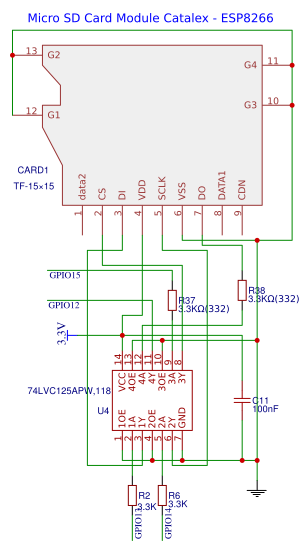 Micro SD Card Module Catalex - ESP8266
13 G2
G4 11
G3 10
12 G1
CARD1
TF-15×15
data2 CS DI VDD SCLK VSS DO DATA1 CDN
1 2 3 4 5 6 7 8 9
GPIO15
R37
3.3KΩ(332)
R38
3.3KΩ(332)
GPIO12
3.3V
14 13 12 11 10 9 8
VCC 4OE 4A 4Y 3OE 3A 3Y
74LVC125APW,118
U4
1OE 1A 1Y 2OE 2A 2Y GND
1 2 3 4 5 6 7
C11
100nF
R2
3.3K
R6
3.3K
GPIO13
GPIO14